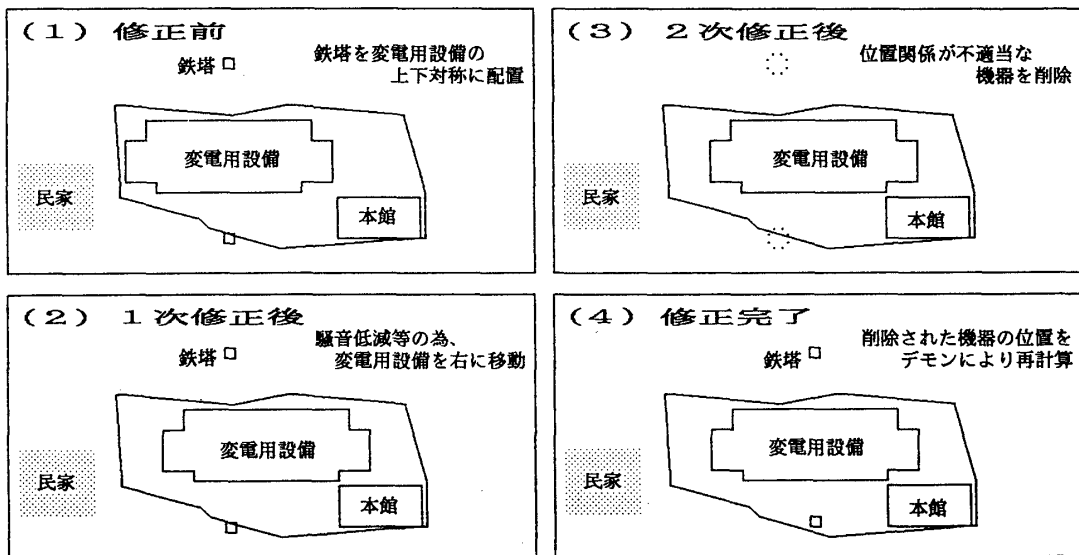 （１）修正前
鉄塔を変電用設備の
上下対称に配置
鉄塔
変電用設備
民家
本館
（２）１次修正後
騒音低減等の為、
変電用設備を右に移動
鉄塔
変電用設備
民家
本館
（３）２次修正後
位置関係が不適当な
機器を削除
変電用設備
民家
本館
（４）修正完了
削除された機器の位置を
デモンにより再計算
鉄塔
変電用設備
民家
本館